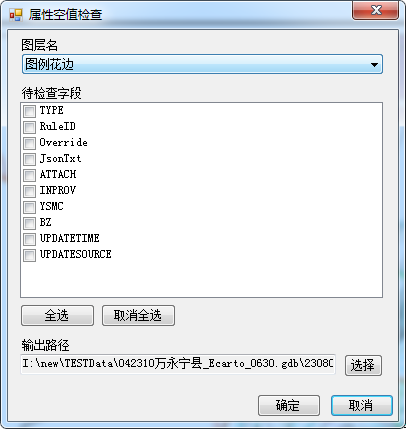 属性空值检查
图层名
图例花边
待检查字段
TYPE
RuleID
Override
JsonTxt
ATTACH
INPROV
YSMC
BZ
UPDATETIME
UPDATESOURCE
全选 取消全选
输出路径
I:\new\TESTData\042310万永宁县_Ecarto_0630.gdb\23080 选择
确定 取消